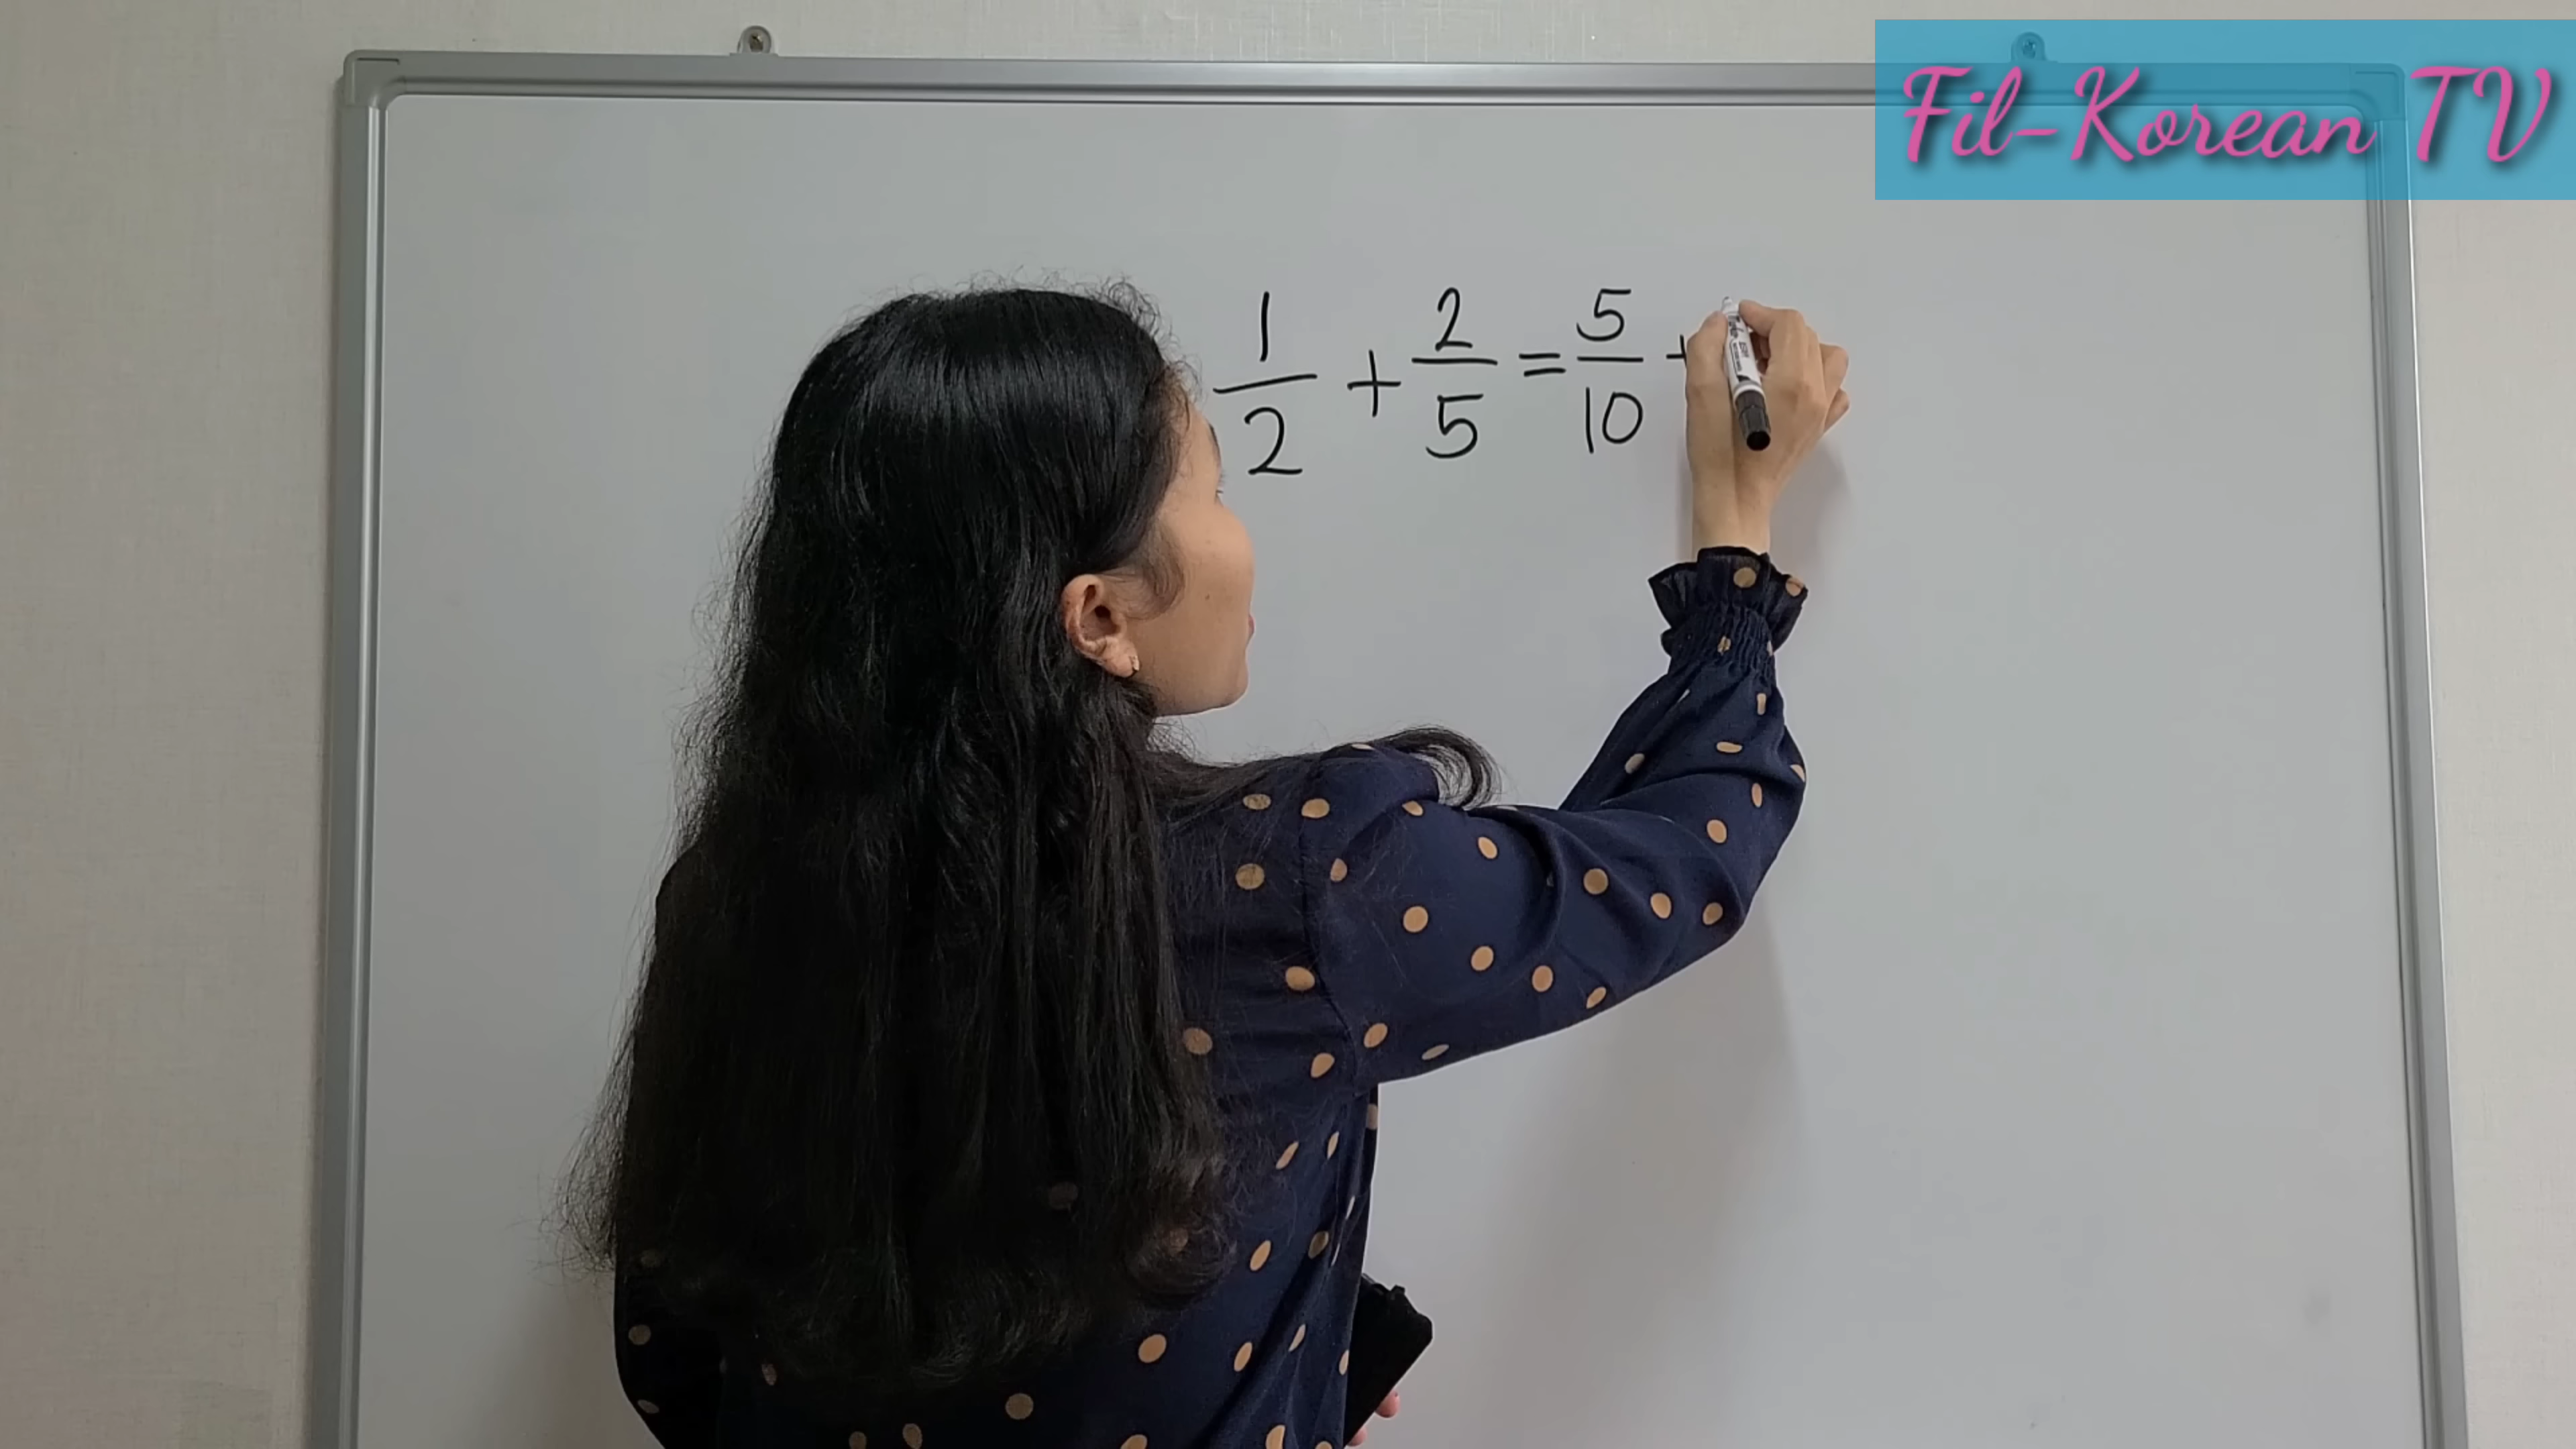 Fil-Korean TV
1/2 + 2/5 = 5/10 +